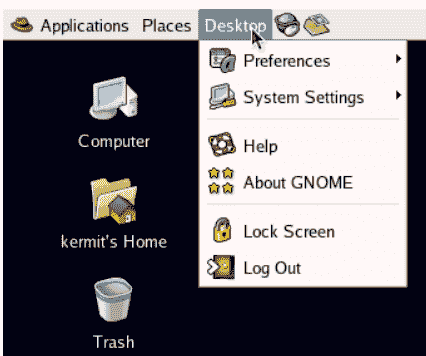 Applications Places Desktop
Preferences
System Settings
Help
About GNOME
Lock Screen
Log Out
Computer
kermit's Home
Trash